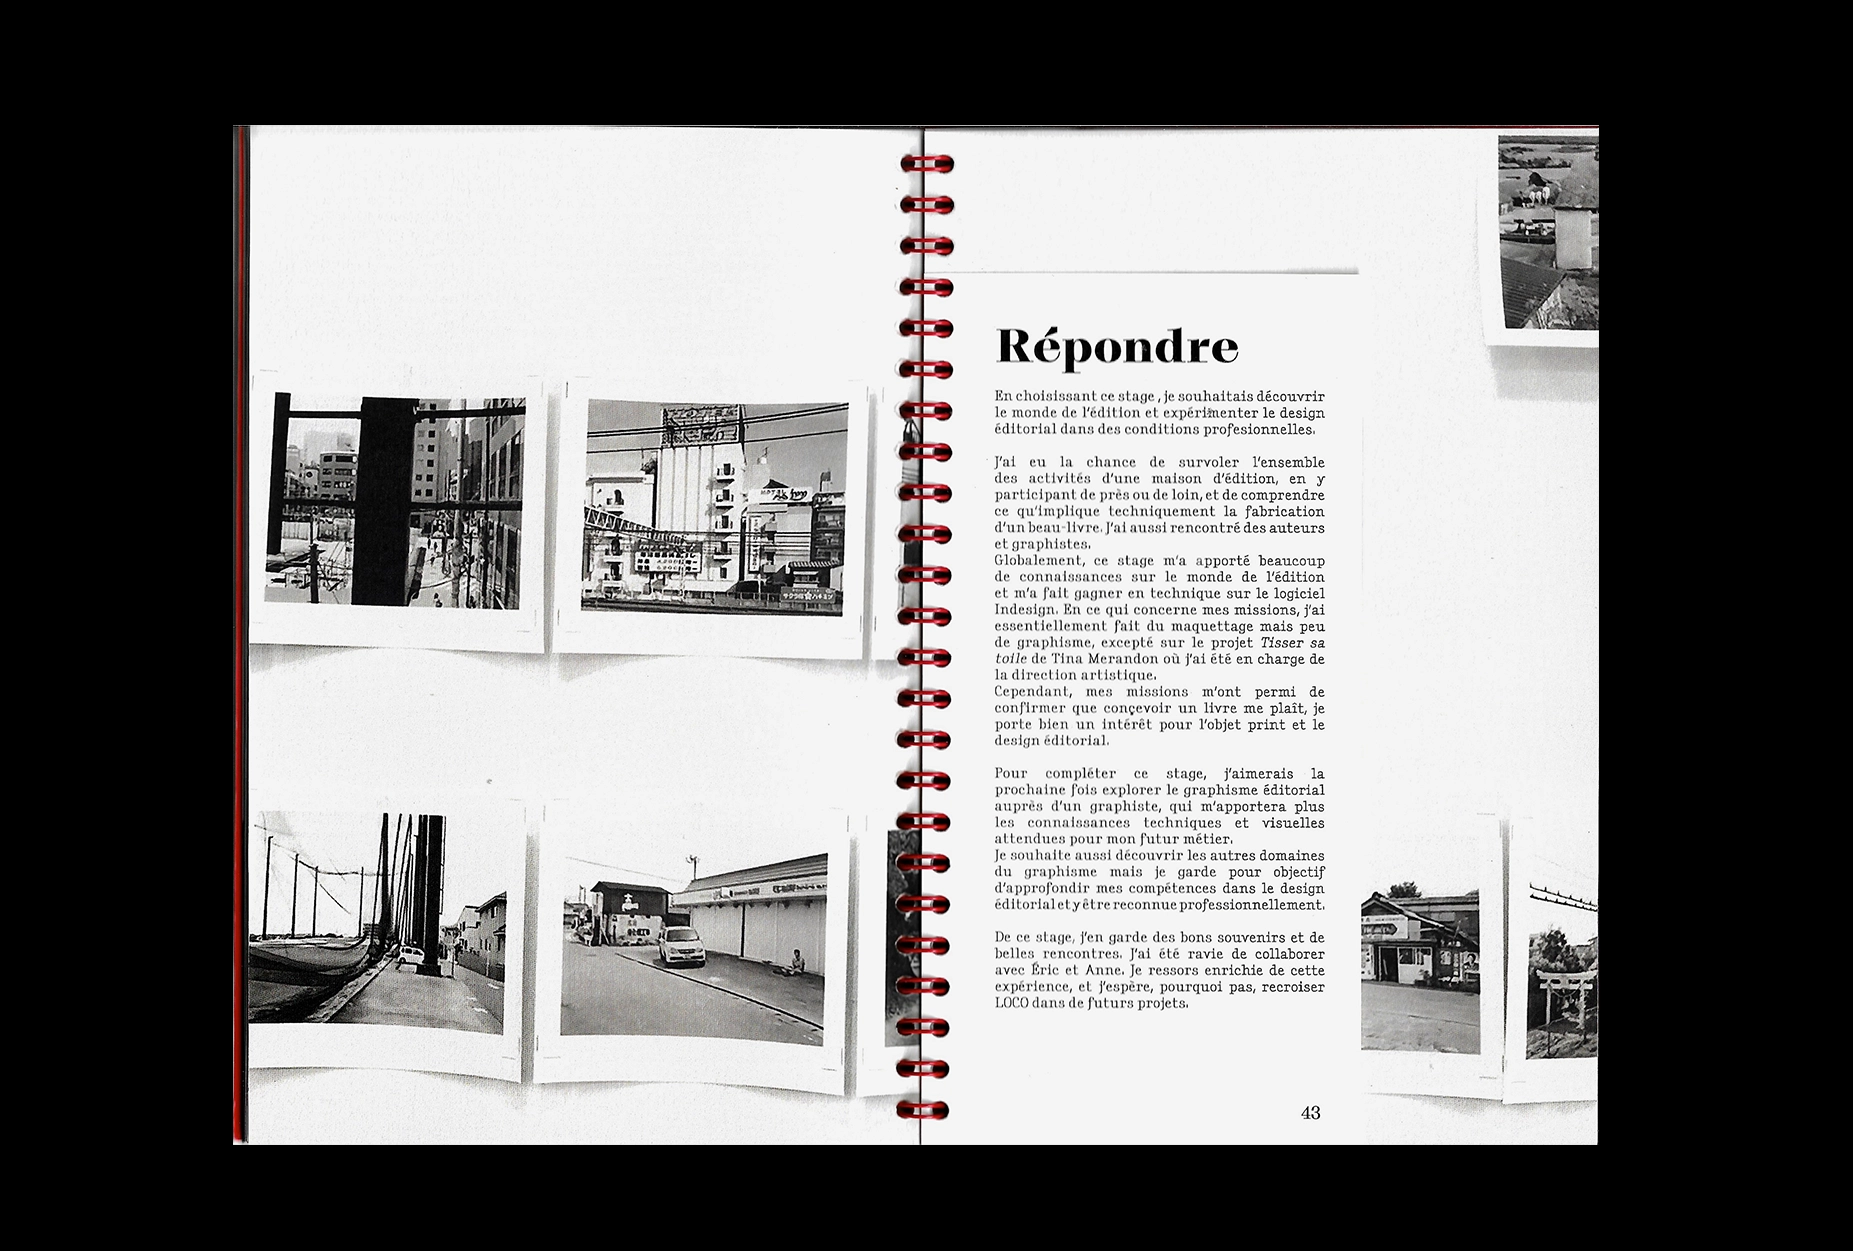 Répondre
En choisissant ce stage, je souhaitais découvrir
le monde de l'édition et expérimenter le design
éditorial dans des conditions profesionnelles.
J'ai eu la chance de survoler l'ensemble
des activités d'une maison d'édition, en y
participant de près ou de loin, et de comprendre
ce qu'implique techniquement la fabrication
d'un beau-livre. J'ai aussi rencontré des auteurs
et graphistes.
Globalement, ce stage m'a apporté beaucoup
de connaissances sur le monde de l'édition
et m'a fait gagner en technique sur le logiciel
Indesign. En ce qui concerne mes missions, j'ai
essentiellement fait du maquettage mais peu
de graphisme, excepté sur le projet Tisser sa
toile de Tina Merandon où j'ai été en charge de
la direction artistique.
Cependant, mes missions m'ont permi de
confirmer que conçevoir un livre me plaît, je
porte bien un intérêt pour l'objet print et le
design éditorial.
Pour compléter ce stage, j'aimerais la
prochaine fois explorer le graphisme éditorial
auprès d'un graphiste, qui m'apportera plus
les connaissances techniques et visuelles
attendues pour mon futur métier.
Je souhaite aussi découvrir les autres domaines
du graphisme mais je garde pour objectif
d'approfondir mes compétences dans le design
éditorial et y être reconnue professionnellement.
De ce stage, j'en garde des bons souvenirs et de
belles rencontres. J'ai été ravie de collaborer
avec Éric et Anne. Je ressors enrichie de cette
expérience, et j'espère, pourquoi pas, recroiser
LOCO dans de futurs projets.
43